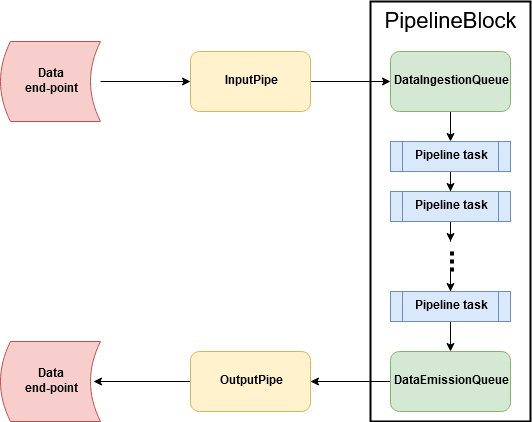 PipelineBlock
Data
end-point
InputPipe
DataIngestionQueue
Pipeline task
Pipeline task
Pipeline task
Data
end-point
OutputPipe
DataEmissionQueue